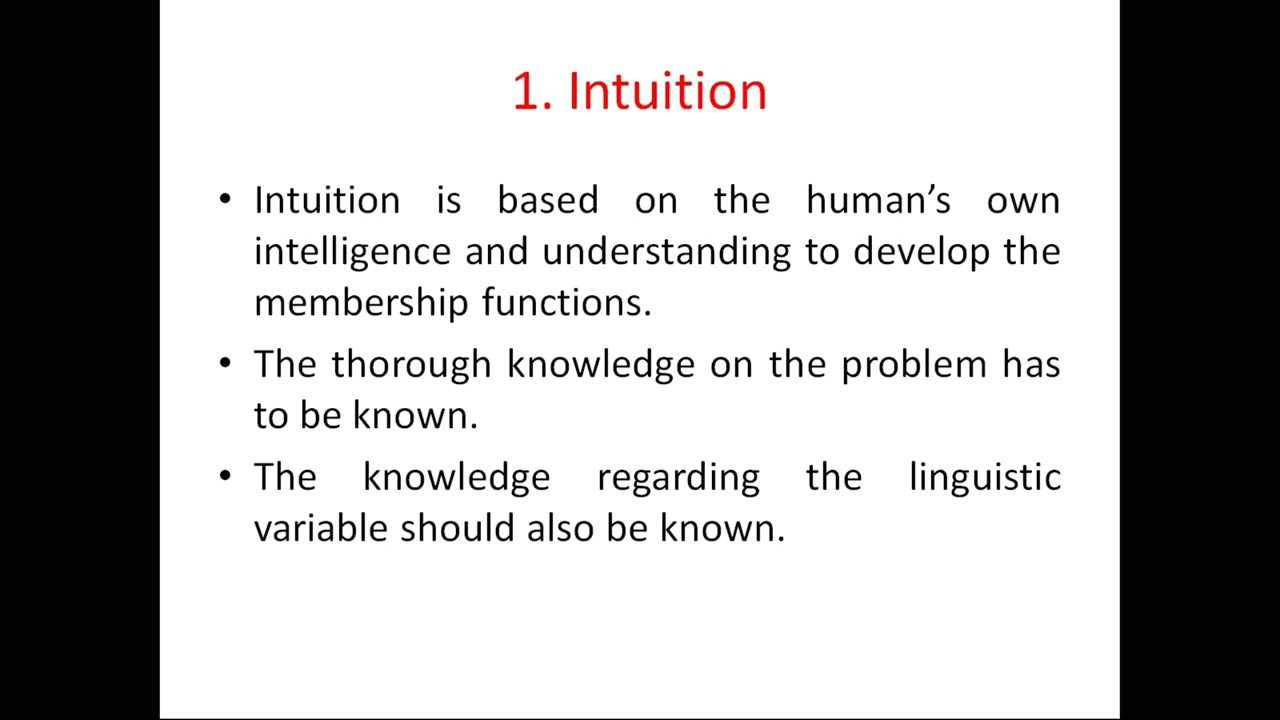 1. Intuition
• Intuition is based on the human’s own
intelligence and understanding to develop the
membership functions.
• The thorough knowledge on the problem has
to be known.
• The knowledge regarding the linguistic
variable should also be known.